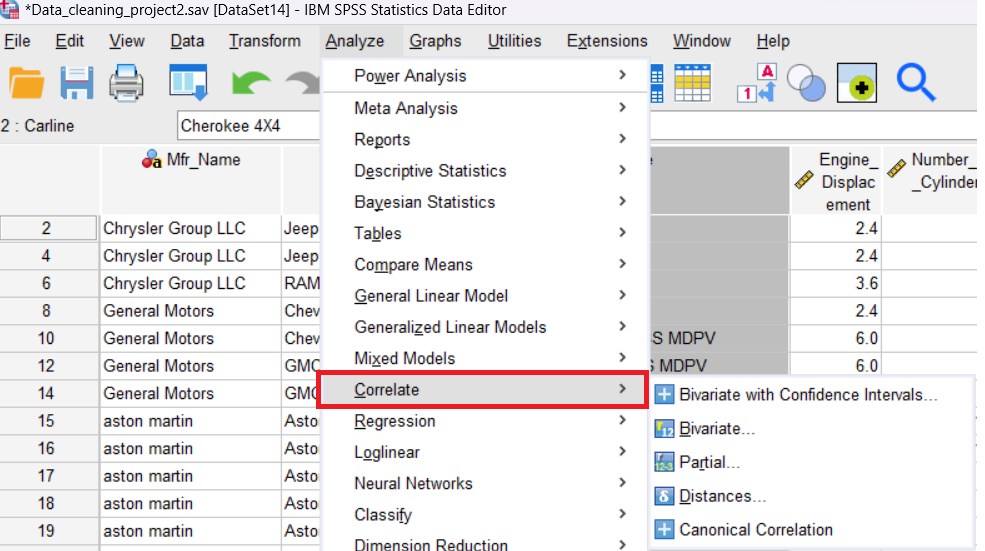 *Data_cleaning_project2.sav [DataSet14] - IBM SPSS Statistics Data Editor
File Edit View Data Transform Analyze Graphs Utilities Extensions Window Help
2 : Carline Cherokee 4X4
Power Analysis
Meta Analysis
Reports
Descriptive Statistics
Bayesian Statistics
Tables
Compare Means
General Linear Model
Generalized Linear Models
Mixed Models
Correlate
Regression
Loglinear
Neural Networks
Classify
Dimension Reduction
Bivariate with Confidence Intervals...
Bivariate...
Partial...
Distances...
Canonical Correlation
Mfr_Name
Engine_
Displac
ement
Number_
_Cylinde
2 Chrysler Group LLC Jeep 2.4
4 Chrysler Group LLC Jeep 2.4
6 Chrysler Group LLC RAM 3.6
8 General Motors Chev 2.4
10 General Motors Chev SS MDPV 6.0
12 General Motors GMC MDPV 6.0
14 General Motors GMC
15 aston martin Asto
16 aston martin Asto
17 aston martin Asto
18 aston martin Asto
19 aston martin Asto